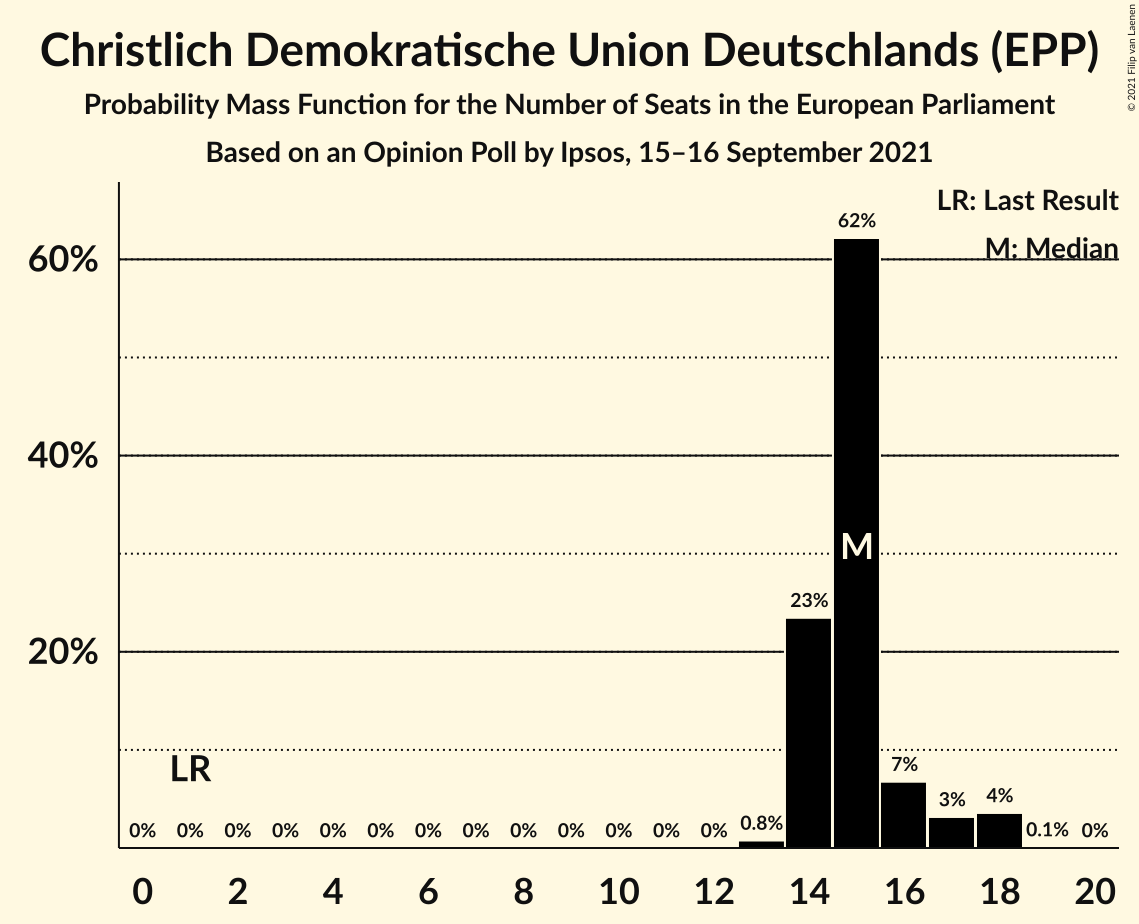 Christlich Demokratische Union Deutschlands (EPP)
Probability Mass Function for the Number of Seats in the European Parliament
Based on an Opinion Poll by Ipsos, 15–16 September 2021
© 2021 Filip van Laenen
LR: Last Result
M: Median
60%
40%
20%
62%
M
23%
LR
7%
3%
4%
0% 0% 0% 0% 0% 0% 0% 0% 0% 0% 0% 0% 0% 0.8% 0.1% 0%
0 2 4 6 8 10 12 14 16 18 20